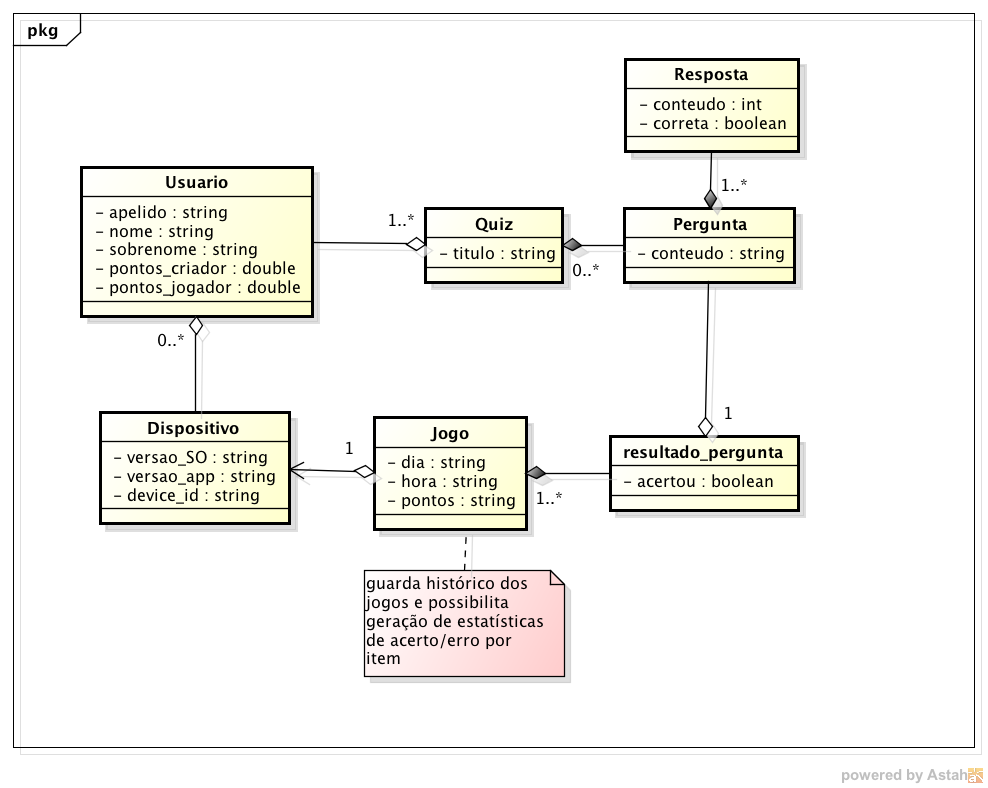 pkg
Resposta
– conteudo : int
– correta : boolean
1..*
Usuario
– apelido : string
– nome : string
– sobrenome : string
– pontos_criador : double
– pontos_jogador : double
1..*
Quiz
– titulo : string
0..*
Pergunta
– conteudo : string
0..*
Dispositivo
– versao_SO : string
– versao_app : string
– device_id : string
1
Jogo
– dia : string
– hora : string
– pontos : string
1..*
1
resultado_pergunta
– acertou : boolean
guarda histórico dos
jogos e possibilita
geração de estatísticas
de acerto/erro por
item
powered by Astah